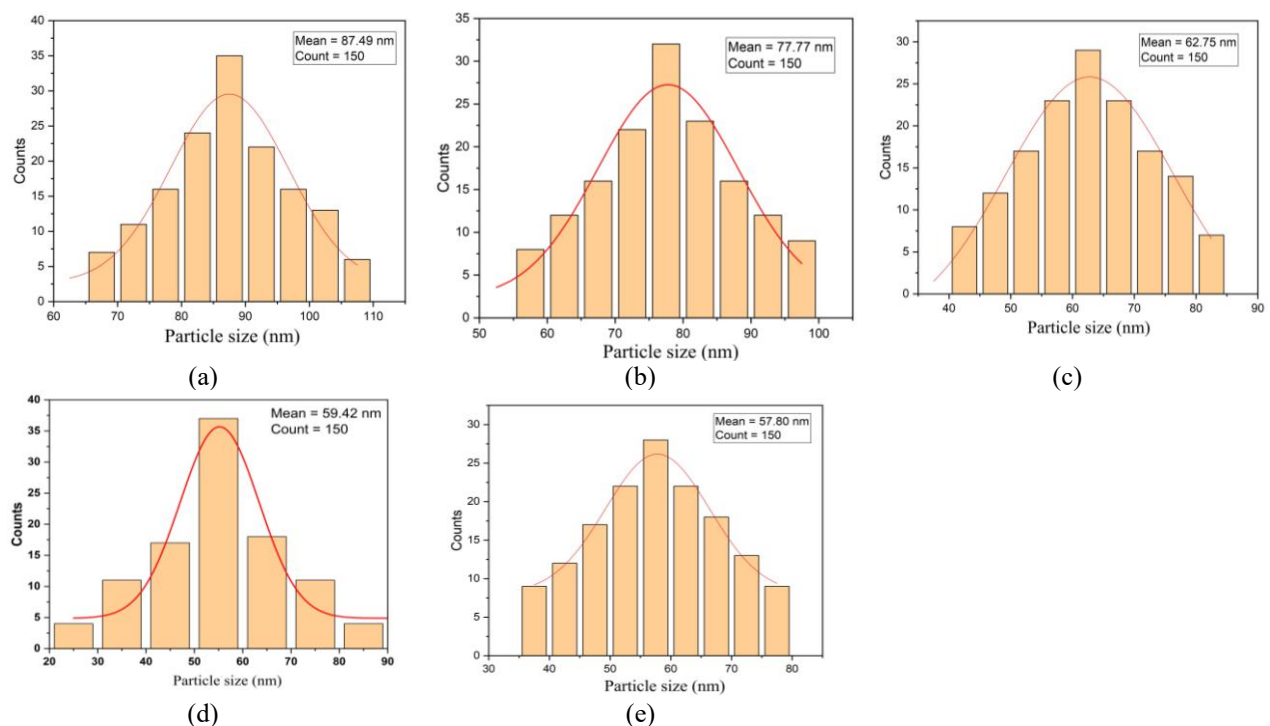 Mean = 87.49 nm
Count = 150
Counts
40
35
30
25
20
15
10
5
0
60 70 80 90 100 110
Particle size (nm)
(a)
Mean = 77.77 nm
Count = 150
Counts
35
30
25
20
15
10
5
0
50 60 70 80 90 100
Particle size (nm)
(b)
Mean = 62.75 nm
Count = 150
Counts
30
25
20
15
10
5
0
40 50 60 70 80 90
Particle size (nm)
(c)
Mean = 59.42 nm
Count = 150
Counts
40
35
30
25
20
15
10
5
0
20 30 40 50 60 70 80 90
Particle size (nm)
(d)
Mean = 57.80 nm
Count = 150
Counts
30
25
20
15
10
5
0
30 40 50 60 70 80
Particle size (nm)
(e)